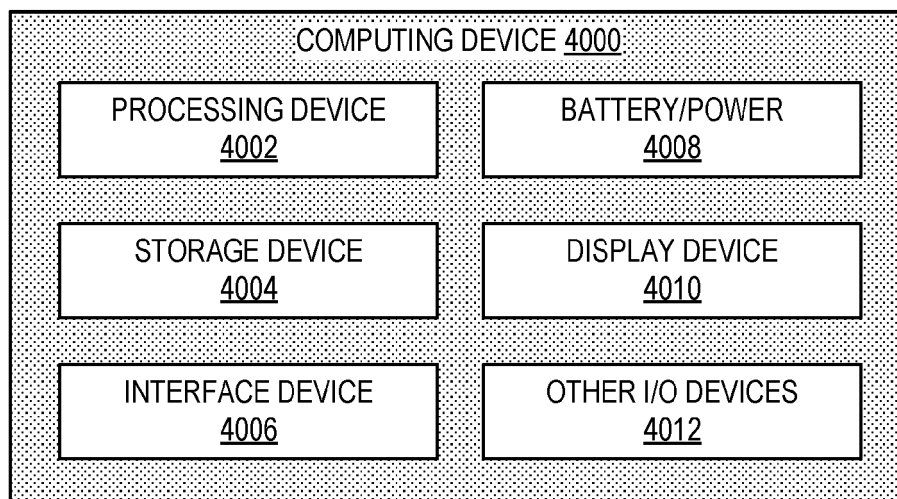 COMPUTING DEVICE 4000
PROCESSING DEVICE
4002
BATTERY/POWER
4008
STORAGE DEVICE
4004
DISPLAY DEVICE
4010
INTERFACE DEVICE
4006
OTHER I/O DEVICES
4012